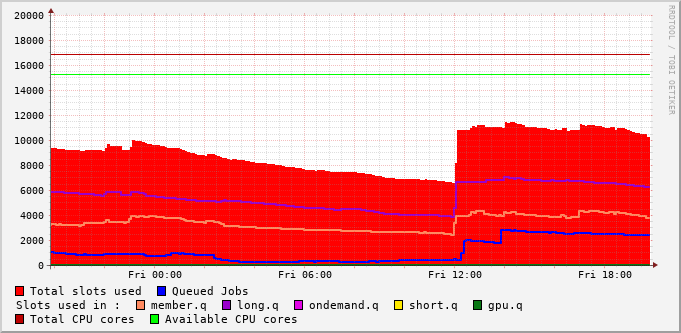 20000
18000
16000
14000
12000
10000
8000
6000
4000
2000
0
Fri 00:00 Fri 06:00 Fri 12:00 Fri 18:00
Total slots used Queued Jobs
Slots used in : member.q long.q ondemand.q short.q gpu.q
Total CPU cores Available CPU cores
RRDTOOL / TOBI OETIKER